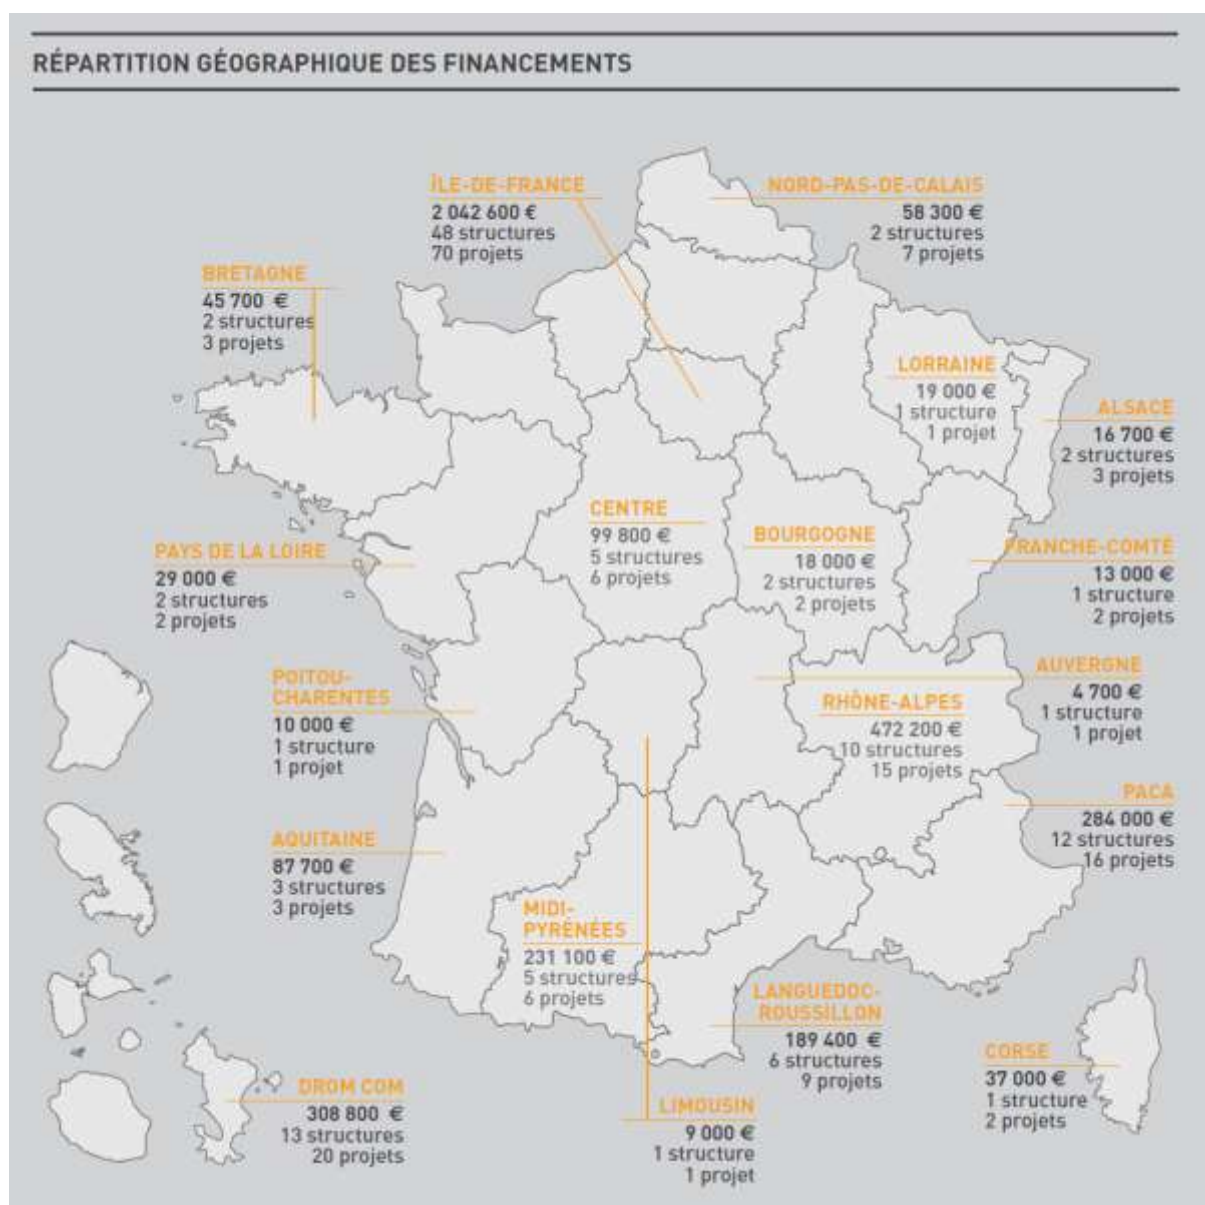 RÉPARTITION GÉOGRAPHIQUE DES FINANCEMENTS
ÎLE-DE-FRANCE
2 042 600 €
48 structures
70 projets
NORD-PAS-DE-CALAIS
58 300 €
2 structures
7 projets
BRETAGNE
45 700 €
2 structures
3 projets
LORRAINE
19 000 €
1 structure
1 projet
ALSACE
16 700 €
2 structures
3 projets
CENTRE
99 800 €
5 structures
6 projets
BOURGOGNE
18 000 €
2 structures
2 projets
FRANCHE-COMTÉ
13 000 €
1 structure
2 projets
PAYS DE LA LOIRE
29 000 €
2 structures
2 projets
POITOU-
CHARENTES
10 000 €
1 structure
1 projet
AUVERGNE
4 700 €
1 structure
1 projet
RHÔNE-ALPES
472 200 €
10 structures
15 projets
PACA
284 000 €
12 structures
16 projets
AQUITAINE
87 700 €
3 structures
3 projets
MIDI-
PYRÉNÉES
231 100 €
5 structures
6 projets
LANGUEDOC-
ROUSSILLON
189 400 €
6 structures
9 projets
CORSE
37 000 €
1 structure
2 projets
DROM COM
308 800 €
13 structures
20 projets
LIMOUSIN
9 000 €
1 structure
1 projet